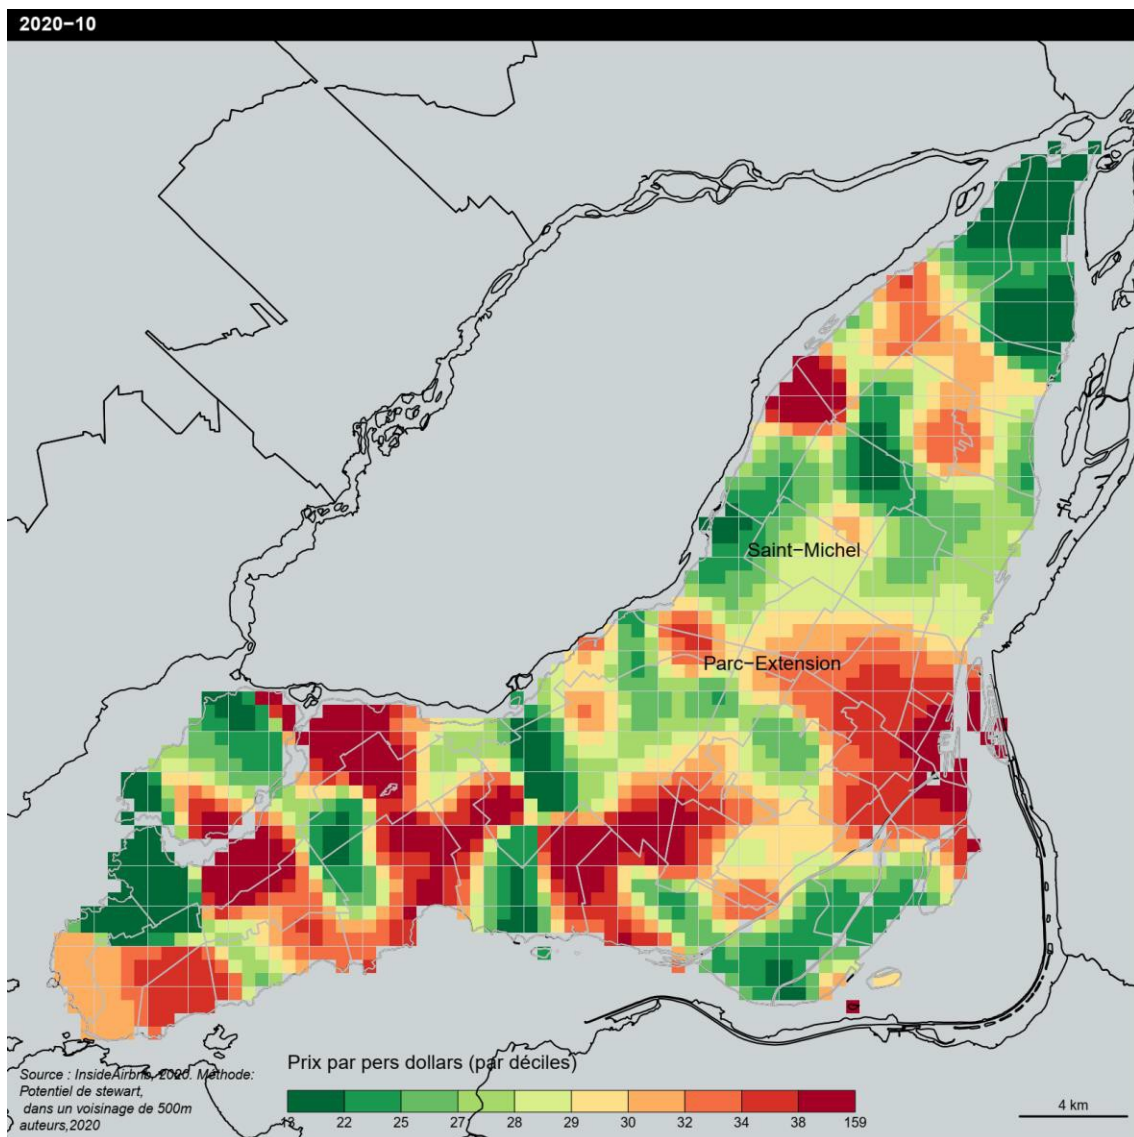 2020−10
Saint−Michel
Parc−Extension
Prix par pers dollars (par déciles)
Source : InsideAirbnb, 2020. Méthode:
Potentiel de stewart,
dans un voisinage de 500m
auteurs,2020
13 22 25 27 28 29 30 32 34 38 159
4 km